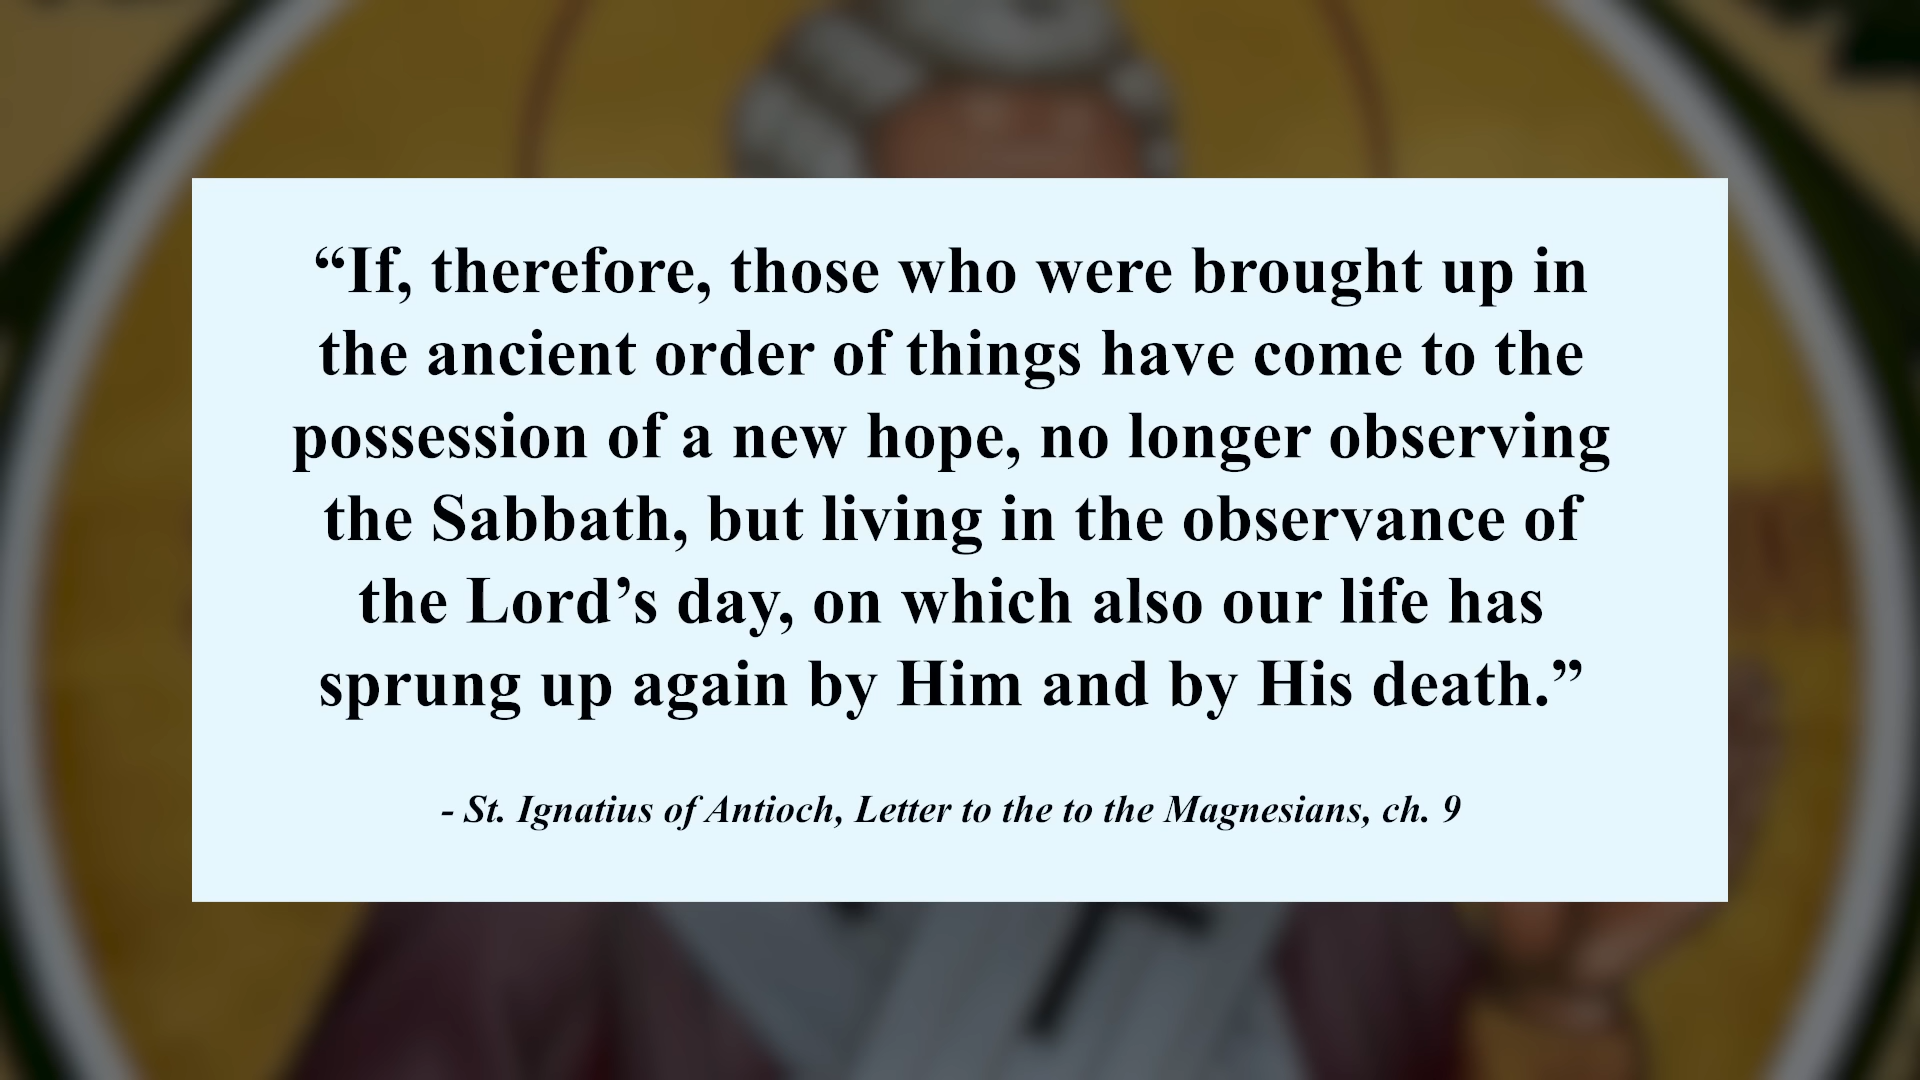 “If, therefore, those who were brought up in
the ancient order of things have come to the
possession of a new hope, no longer observing
the Sabbath, but living in the observance of
the Lord’s day, on which also our life has
sprung up again by Him and by His death.”
- St. Ignatius of Antioch, Letter to the to the Magnesians, ch. 9